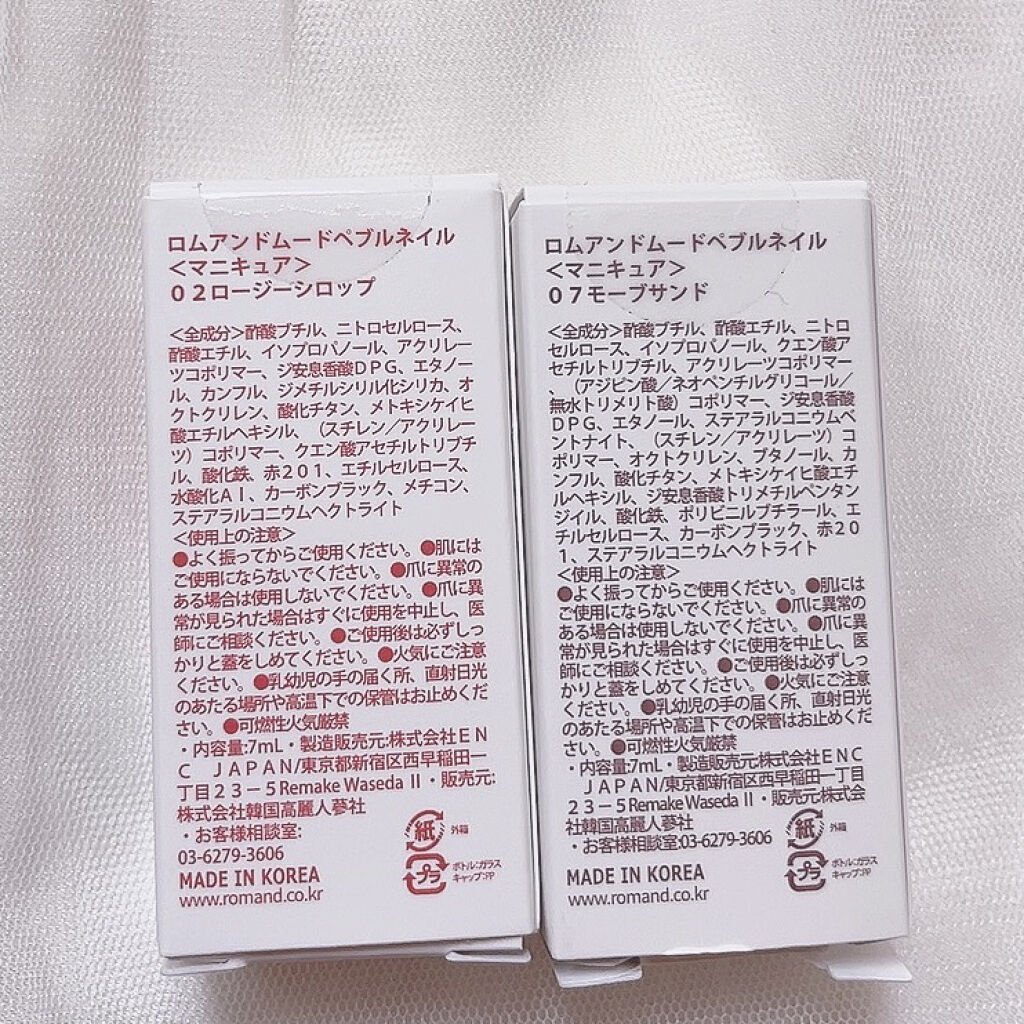 ロムアンドムードペブルネイル
＜マニキュア＞
０２ロージーシロップ
＜全成分＞酢酸ブチル、ニトロセルロース、
酢酸エチル、イソプロパノール、アクリレー
ツコポリマー、ジ安息香酸ＤＰＧ、エタノー
ル、カンフル、ジメチルシリル化シリカ、オ
クトクリレン、酸化チタン、メトキシケイヒ
酸エチルヘキシル、（スチレン／アクリレー
ツ）コポリマー、クエン酸アセチルトリブチ
ル、酸化鉄、赤２０１、エチルセルロース、
水酸化ＡＩ、カーボンブラック、メチコン、
ステアラルコニウムヘクトライト
＜使用上の注意＞
●よく振ってからご使用ください。●肌には
ご使用にならないでください。●爪に異常の
ある場合は使用しないでください。●爪に異
常が見られた場合はすぐに使用を中止し、医
師にご相談ください。●ご使用後は必ずしっ
かりと蓋をしめてください。●火気にご注意
ください。●乳幼児の手の届く所、直射日光
のあたる場所や高温下での保管はお止めくだ
さい。●可燃性火気厳禁
・内容量:7mL・製造販売元:株式会社ＥＮ
Ｃ　ＪＡＰＡＮ/東京都新宿区西早稲田一
丁目２３－５Remake Waseda Ⅱ・販売元:
株式会社韓国高麗人蔘社
・お客様相談室:
03-6279-3606
MADE IN KOREA
www.romand.co.kr
紙 外箱
プラ ボトル:ガラス
キャップ:PP
ロムアンドムードペブルネイル
＜マニキュア＞
０７モーブサンド
＜全成分＞酢酸ブチル、酢酸エチル、ニトロ
セルロース、イソプロパノール、クエン酸ア
セチルトリブチル、アクリレーツコポリマー
、（アジピン酸／ネオペンチルグリコール／
無水トリメリト酸）コポリマー、ジ安息香酸
ＤＰＧ、エタノール、ステアラルコニウムベ
ントナイト、（スチレン／アクリレーツ）コ
ポリマー、オクトクリレン、ブタノール、カ
ンフル、酸化チタン、メトキシケイヒ酸エチ
ルヘキシル、ジ安息香酸トリメチルペンタン
ジイル、酸化鉄、ポリビニルブチラール、エ
チルセルロース、カーボンブラック、赤２０
１、ステアラルコニウムヘクトライト
＜使用上の注意＞
●よく振ってからご使用ください。●肌には
ご使用にならないでください。●爪に異常の
ある場合は使用しないでください。●爪に異
常が見られた場合はすぐに使用を中止し、医
師にご相談ください。●ご使用後は必ずしっ
かりと蓋をしめてください。●火気にご注意
ください。●乳幼児の手の届く所、直射日光
のあたる場所や高温下での保管はお止めくだ
さい。●可燃性火気厳禁
・内容量:7mL・製造販売元:株式会社ＥＮＣ
ＪＡＰＡＮ/東京都新宿区西早稲田一丁目
２３－５Remake Waseda Ⅱ・販売元:株式会
社韓国高麗人蔘社
・お客様相談室:03-6279-3606
MADE IN KOREA
www.romand.co.kr
紙 外箱
プラ ボトル:ガラス
キャップ:PP